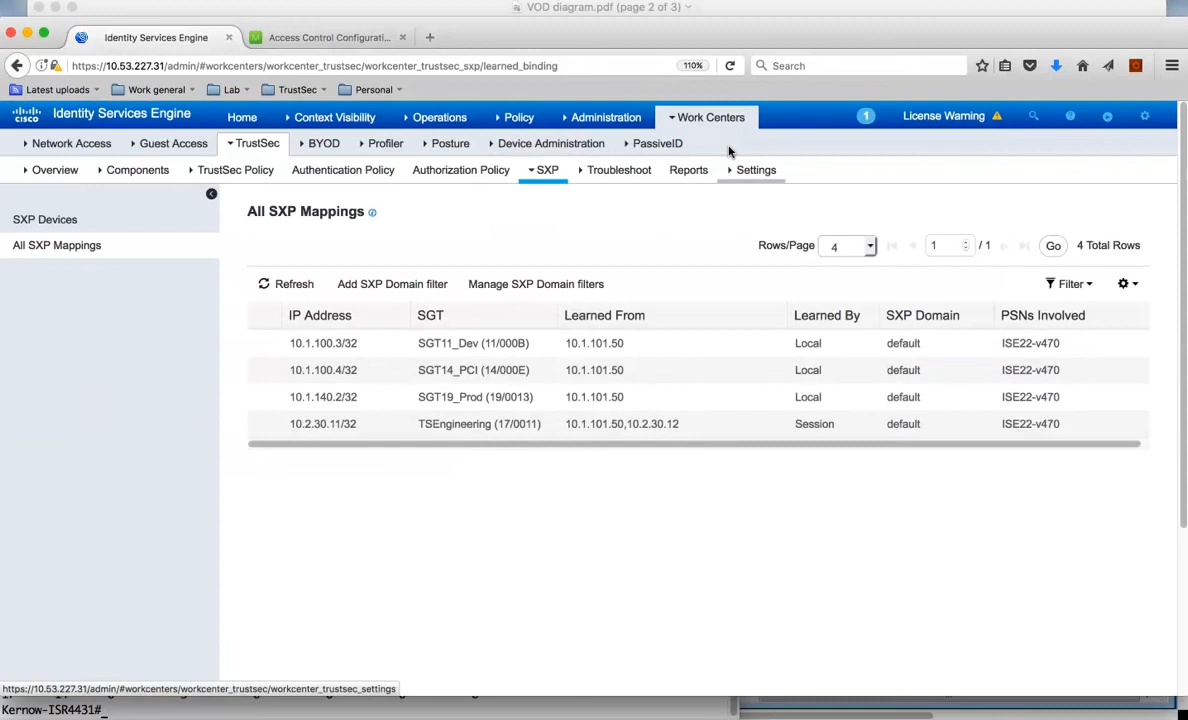 VOD diagram.pdf (page 2 of 3)
Identity Services Engine
Access Control Configurati...
https://10.53.227.31/admin/#workcenters/workcenter_trustsec/workcenter_trustsec_sxp/learned_binding
110%
Search
Latest uploads
Work general
Lab
TrustSec
Personal
CISCO Identity Services Engine
Home
Context Visibility
Operations
Policy
Administration
Work Centers
1
License Warning
Network Access
Guest Access
TrustSec
BYOD
Profiler
Posture
Device Administration
PassiveID
Overview
Components
TrustSec Policy
Authentication Policy
Authorization Policy
SXP
Troubleshoot
Reports
Settings
SXP Devices
All SXP Mappings
All SXP Mappings
Rows/Page 4 1 / 1 Go 4 Total Rows
Refresh Add SXP Domain filter Manage SXP Domain filters Filter
IP Address SGT Learned From Learned By SXP Domain PSNs Involved
10.1.100.3/32 SGT11_Dev (11/000B) 10.1.101.50 Local default ISE22-v470
10.1.100.4/32 SGT14_PCI (14/000E) 10.1.101.50 Local default ISE22-v470
10.1.140.2/32 SGT19_Prod (19/0013) 10.1.101.50 Local default ISE22-v470
10.2.30.11/32 TSEngineering (17/0011) 10.1.101.50,10.2.30.12 Session default ISE22-v470
https://10.53.227.31/admin/#workcenters/workcenter_trustsec/workcenter_trustsec_settings
Kernow-ISR4431#_